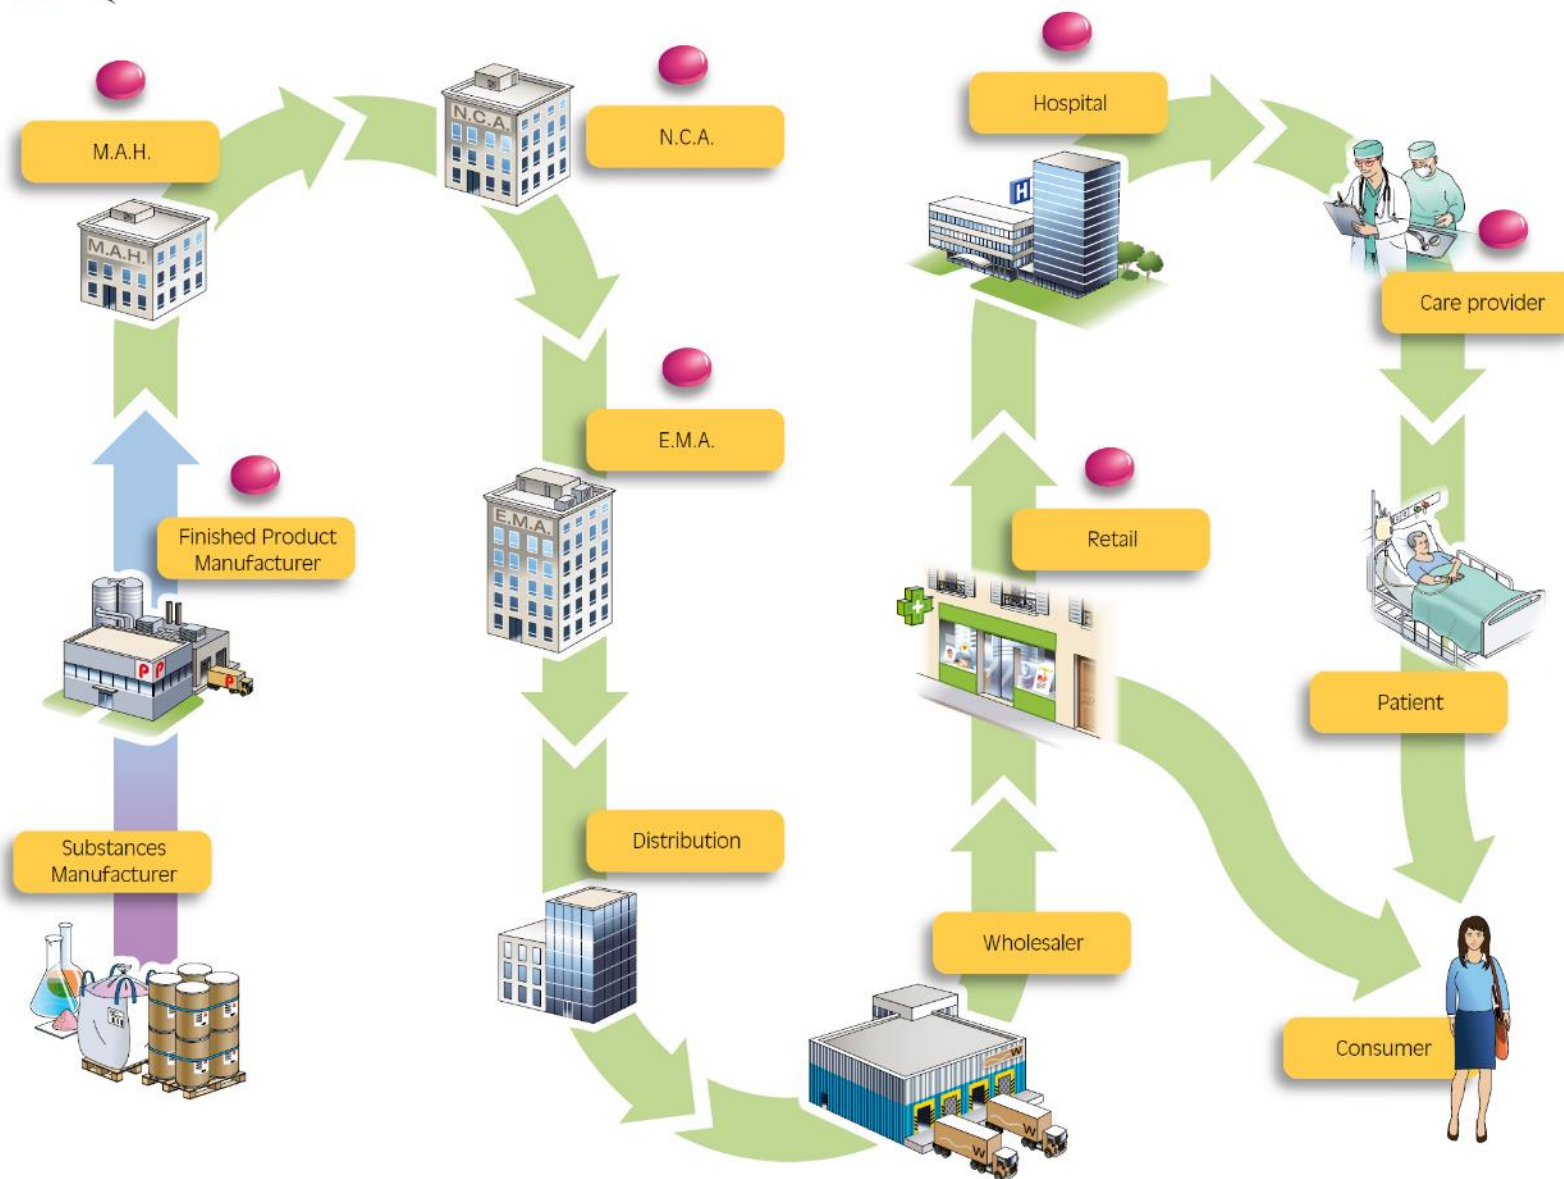 M.A.H.
M.A.H.
N.C.A.
N.C.A.
E.M.A.
E.M.A.
Finished Product
Manufacturer
P P
P
Substances
Manufacturer
Distribution
Wholesaler
W
W
W
Retail
Hospital
H
Care provider
Patient
Consumer